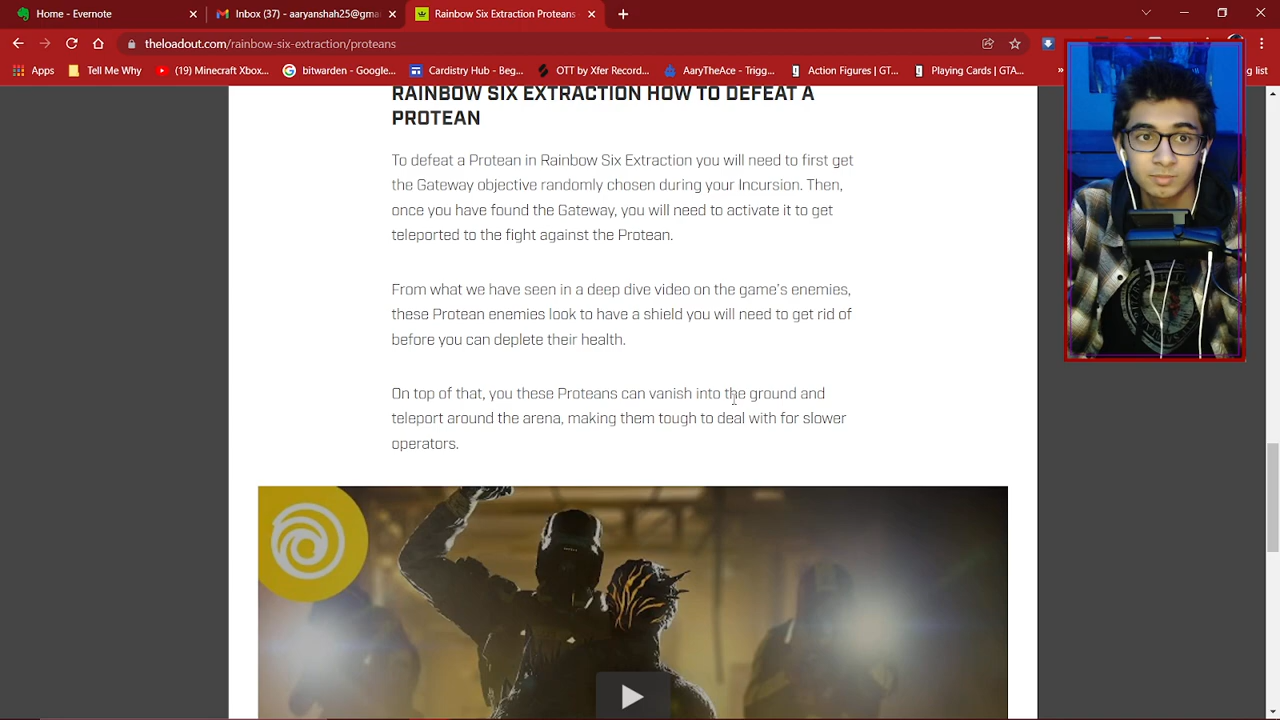 Home - Evernote
Inbox (37) - aaryanshah25@gma
Rainbow Six Extraction Proteans
theloadout.com/rainbow-six-extraction/proteans
Apps
Tell Me Why
(19) Minecraft Xbox...
bitwarden - Google...
Cardistry Hub - Beg...
OTT by Xfer Record...
AaryTheAce - Trigg...
Action Figures | GT...
Playing Cards | GTA...
»
g list
RAINBOW SIX EXTRACTION HOW TO DEFEAT A
PROTEAN
To defeat a Protean in Rainbow Six Extraction you will need to first get
the Gateway objective randomly chosen during your Incursion. Then,
once you have found the Gateway, you will need to activate it to get
teleported to the fight against the Protean.
From what we have seen in a deep dive video on the game's enemies,
these Protean enemies look to have a shield you will need to get rid of
before you can deplete their health.
On top of that, you these Proteans can vanish into the ground and
teleport around the arena, making them tough to deal with for slower
operators.